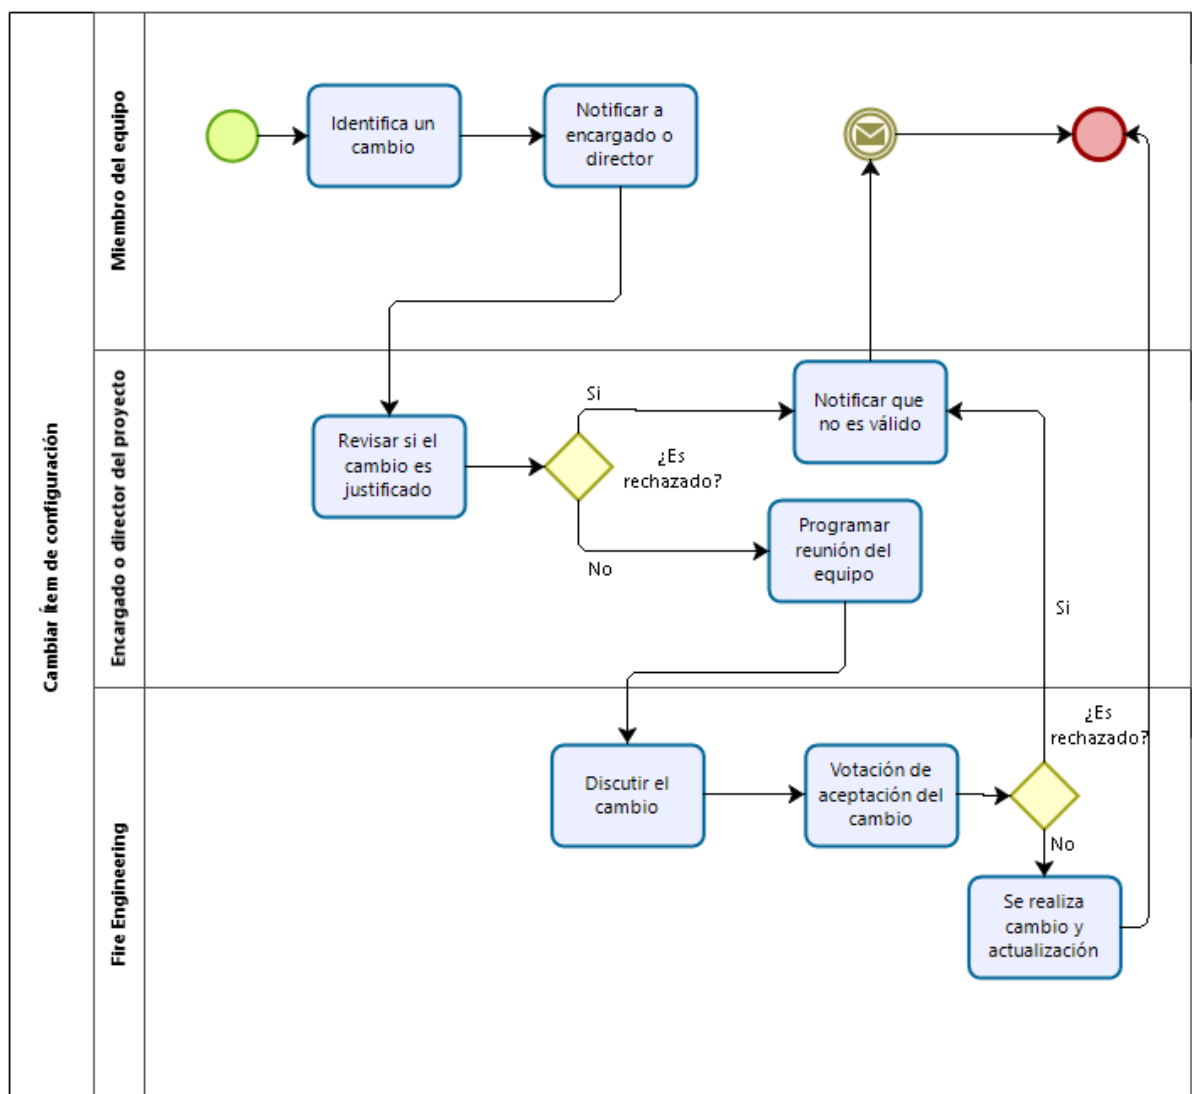 Cambiar Ítem de configuración
Miembro del equipo
Identifica un
cambio
Notificar a
encargado o
director
Encargado o director del proyecto
Revisar si el
cambio es
justificado
Si
¿Es
rechazado?
No
Notificar que
no es válido
Programar
reunión del
equipo
Si
Fire Engineering
Discutir el
cambio
Votación de
aceptación del
cambio
¿Es
rechazado?
No
Se realiza
cambio y
actualización